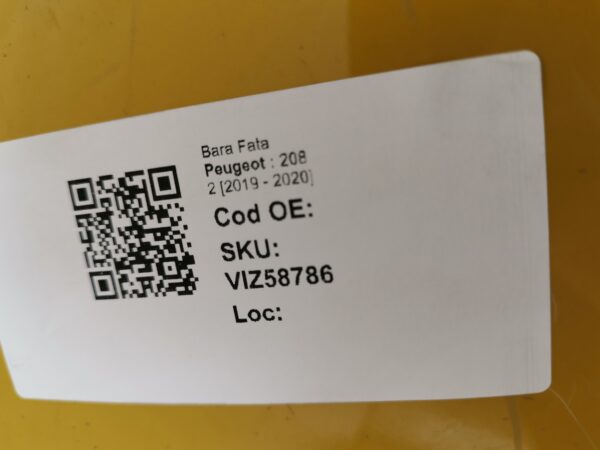 Bara Fata
Peugeot : 208
2 [2019 - 2020]
Cod OE:
SKU:
VIZ58786
Loc: